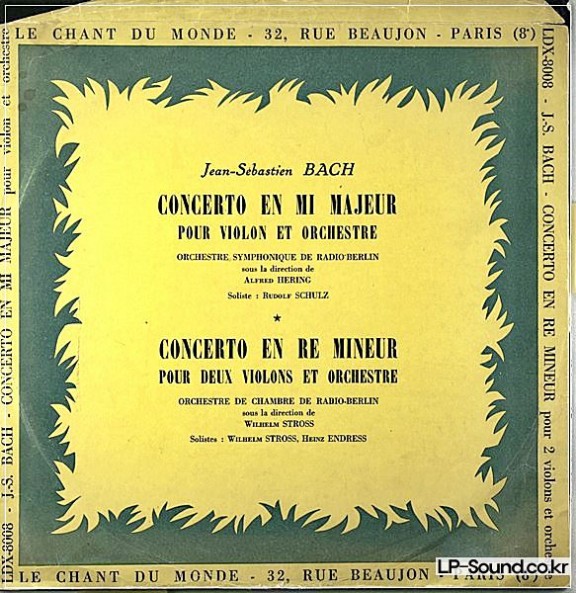 LE CHANT DU MONDE - 32, RUE BEAUJON - PARIS (8e)
Jean-Sébastien BACH
CONCERTO EN MI MAJEUR
POUR VIOLON ET ORCHESTRE
ORCHESTRE SYMPHONIQUE DE RADIO-BERLIN
sous la direction de
ALFRED HERING
Soliste : RUDOLF SCHULZ
★
CONCERTO EN RE MINEUR
POUR DEUX VIOLONS ET ORCHESTRE
ORCHESTRE DE CHAMBRE DE RADIO-BERLIN
sous la direction de
WILHELM STROSS
Solistes : WILHELM STROSS, HEINZ ENDRESS
LDX-8008 - J.-S. BACH - CONCERTO EN MI MAJEUR pour violon et orchestre
LDX-8008 - J.-S. BACH - CONCERTO EN RE MINEUR pour 2 violons et orche
LE CHANT DU MONDE - 32, RUE BEAUJON - PARIS (8e)
LP-Sound.co.kr